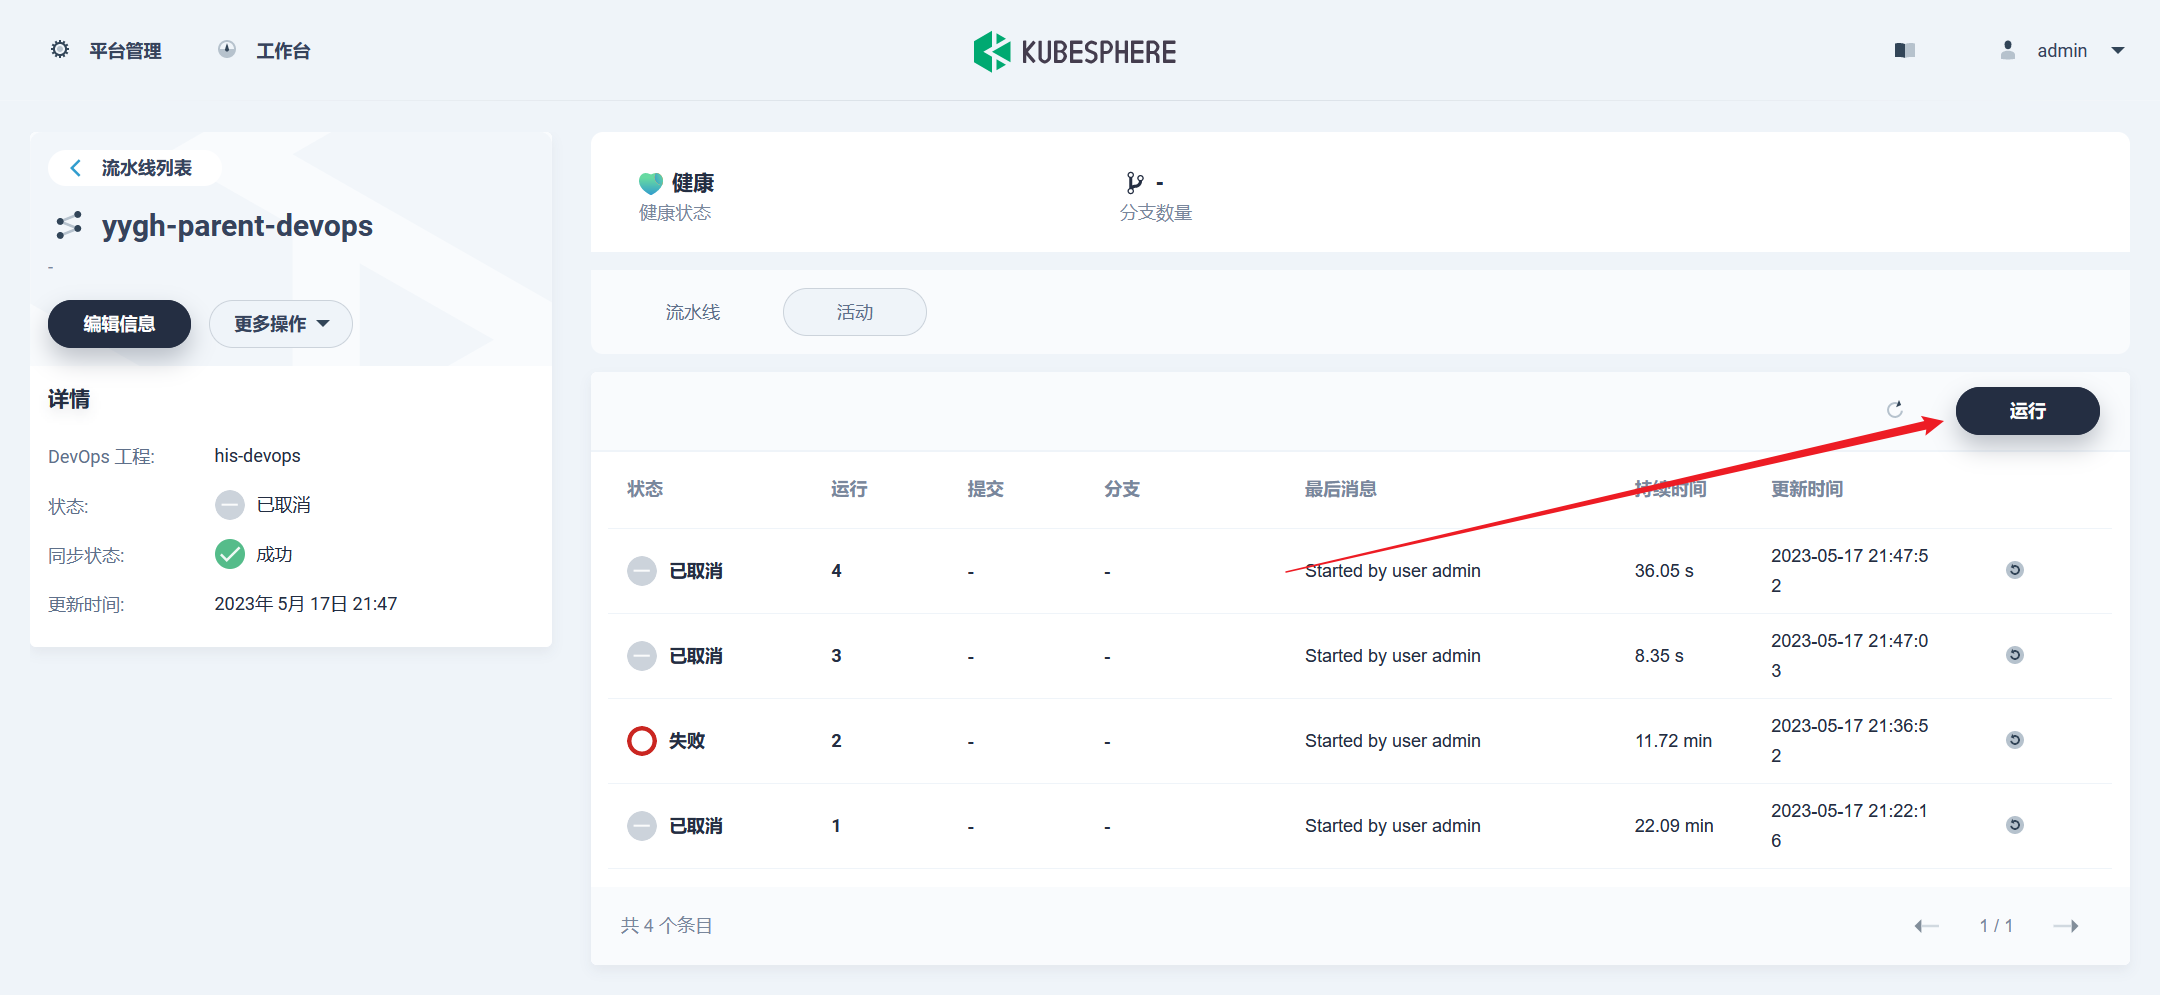 平台管理 工作台 KUBESPHERE admin
流水线列表
yygh-parent-devops
-
编辑信息 更多操作
详情
DevOps 工程: his-devops
状态: 已取消
同步状态: 成功
更新时间: 2023年 5月 17日 21:47
健康 -
健康状态 分支数量
流水线 活动
运行
状态 运行 提交 分支 最后消息 持续时间 更新时间
已取消 4 - - Started by user admin 36.05 s 2023-05-17 21:47:5
2
已取消 3 - - Started by user admin 8.35 s 2023-05-17 21:47:0
3
失败 2 - - Started by user admin 11.72 min 2023-05-17 21:36:5
2
已取消 1 - - Started by user admin 22.09 min 2023-05-17 21:22:1
6
共 4 个条目 1 / 1